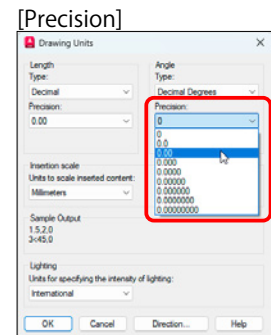 [Precision]
Drawing Units
Length
Type:
Decimal
Precision:
0.00
Angle
Type:
Decimal Degrees
Precision:
0
0
0.0
0.00
0.000
0.0000
0.00000
0.000000
0.0000000
0.00000000
Insertion scale
Units to scale inserted content:
Millimeters
Sample Output
1.5,2.0
3<45,0
Lighting
Units for specifying the intensity of lighting:
International
OK Cancel Direction... Help